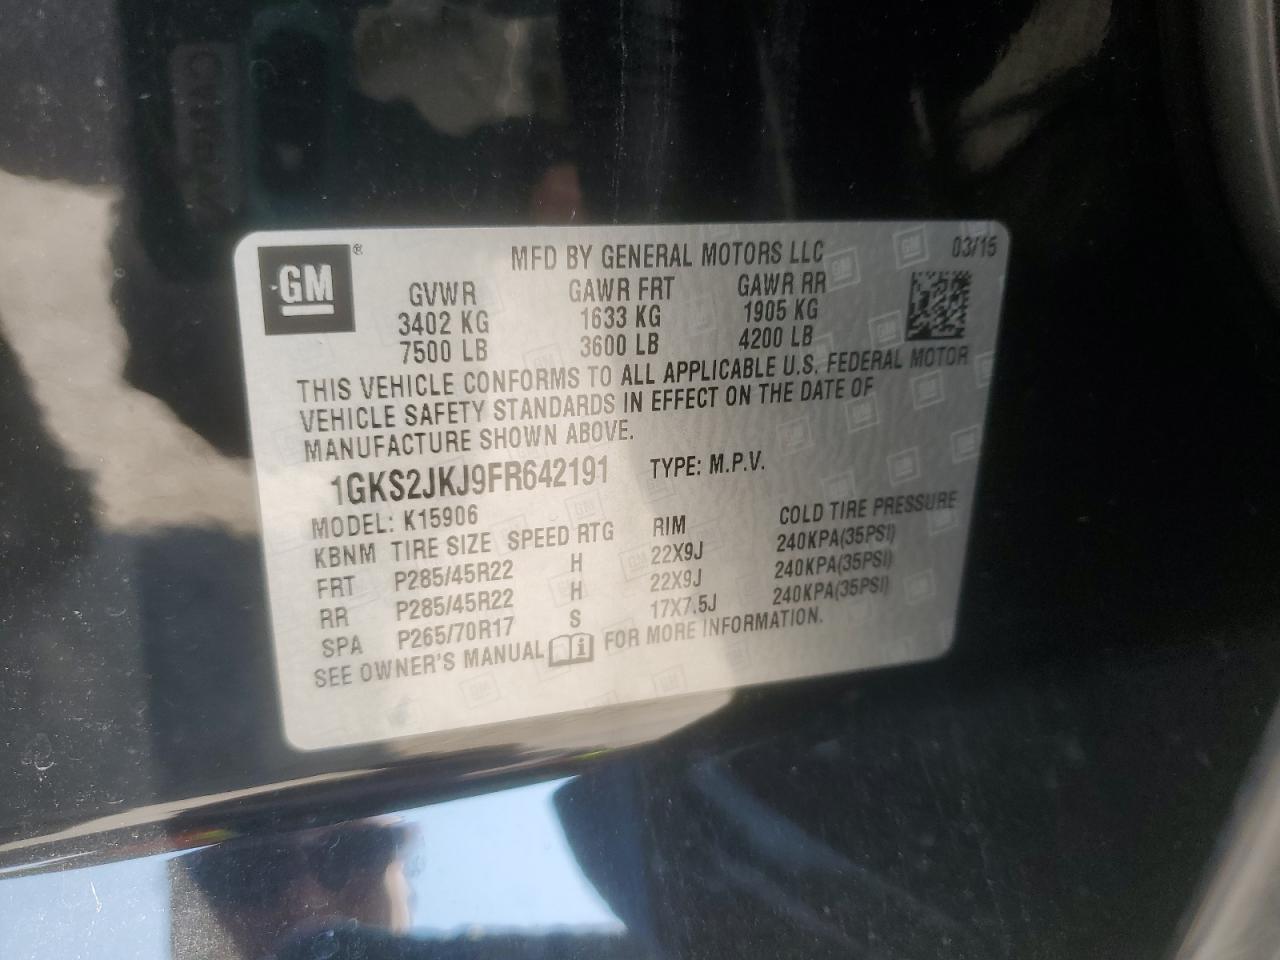 GM ®
MFD BY GENERAL MOTORS LLC 03/15
GVWR GAWR FRT GAWR RR
3402 KG 1633 KG 1905 KG
7500 LB 3600 LB 4200 LB
THIS VEHICLE CONFORMS TO ALL APPLICABLE U.S. FEDERAL MOTOR
VEHICLE SAFETY STANDARDS IN EFFECT ON THE DATE OF
MANUFACTURE SHOWN ABOVE.
1GKS2JKJ9FR642191 TYPE: M.P.V.
MODEL: K15906
KBNM TIRE SIZE SPEED RTG RIM COLD TIRE PRESSURE
FRT P285/45R22 H 22X9J 240KPA(35PSI)
RR P285/45R22 H 22X9J 240KPA(35PSI)
SPA P265/70R17 S 17X7.5J 240KPA(35PSI)
SEE OWNER'S MANUAL FOR MORE INFORMATION.